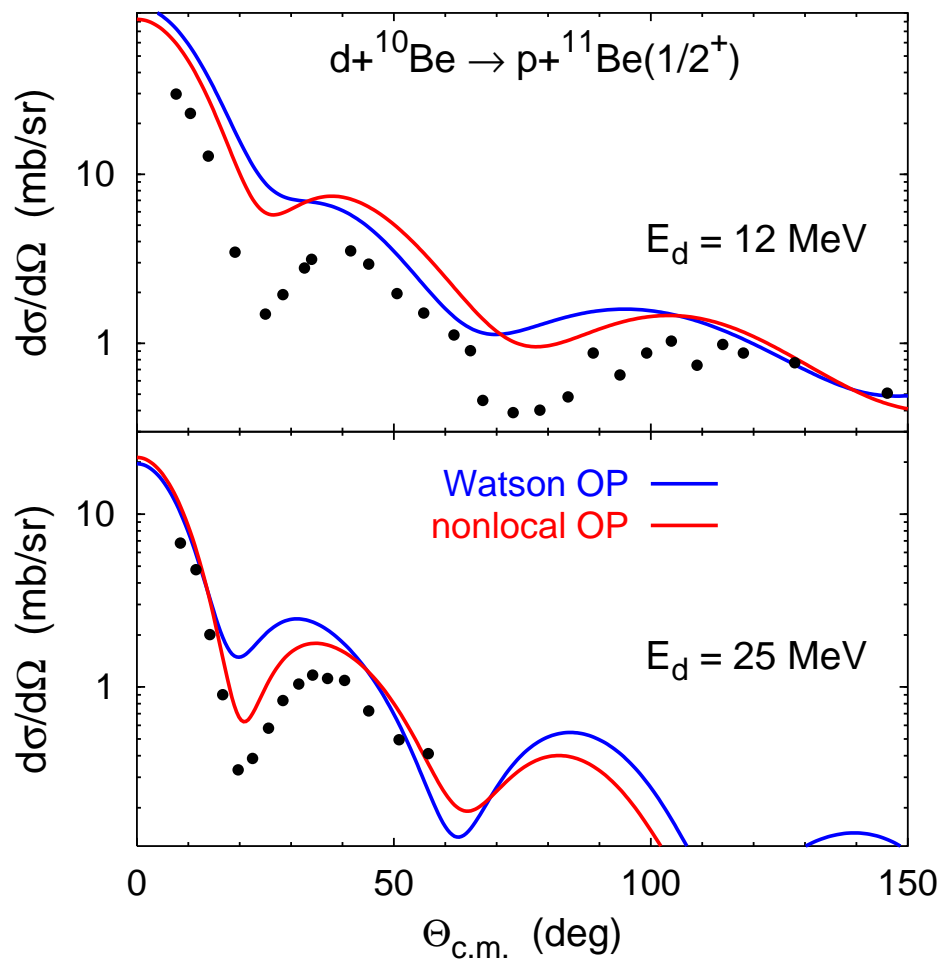 d+¹⁰Be → p+¹¹Be(1/2⁺)
dσ/dΩ (mb/sr)
10
1
E_d = 12 MeV
Watson OP
nonlocal OP
dσ/dΩ (mb/sr)
10
1
E_d = 25 MeV
0 50 100 150
Θ_c.m. (deg)